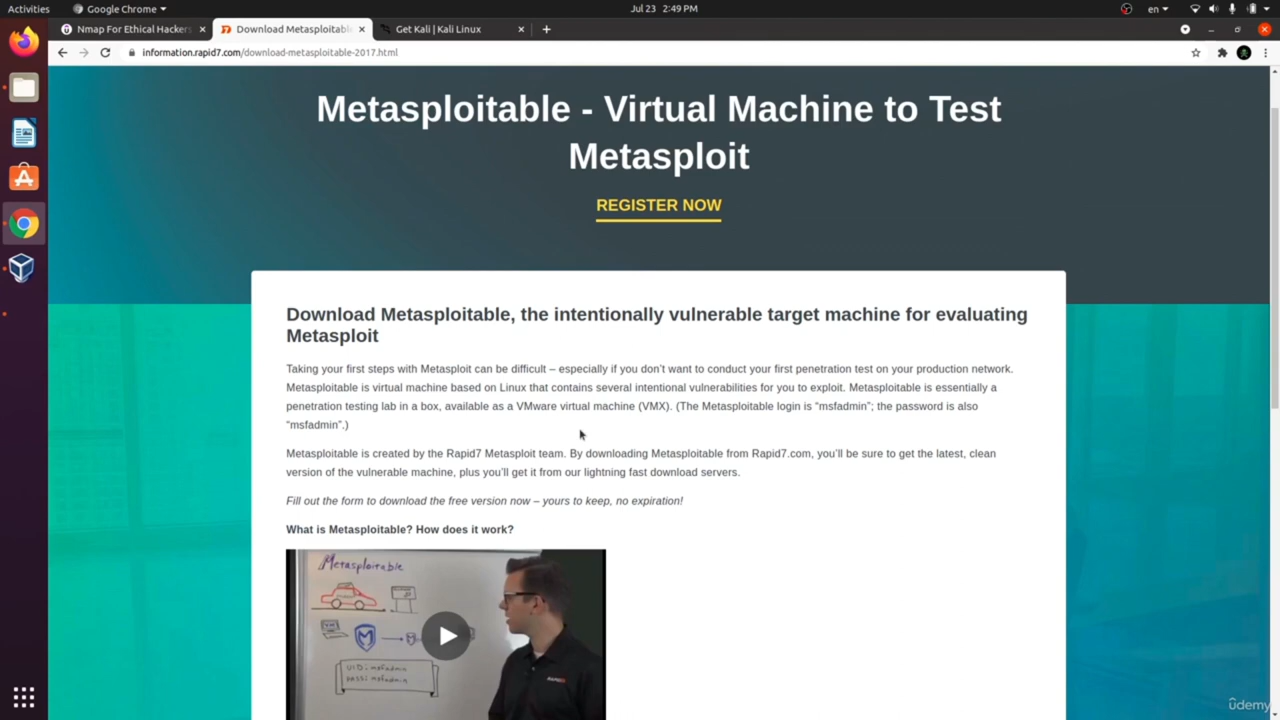 Activities
Google Chrome
Jul 23 2:49 PM
en
Nmap For Ethical Hackers
Download Metasploitable
Get Kali | Kali Linux
information.rapid7.com/download-metasploitable-2017.html
Metasploitable - Virtual Machine to Test
Metasploit
REGISTER NOW
Download Metasploitable, the intentionally vulnerable target machine for evaluating
Metasploit
Taking your first steps with Metasploit can be difficult – especially if you don’t want to conduct your first penetration test on your production network.
Metasploitable is virtual machine based on Linux that contains several intentional vulnerabilities for you to exploit. Metasploitable is essentially a
penetration testing lab in a box, available as a VMware virtual machine (VMX). (The Metasploitable login is “msfadmin”; the password is also
“msfadmin”.)
Metasploitable is created by the Rapid7 Metasploit team. By downloading Metasploitable from Rapid7.com, you’ll be sure to get the latest, clean
version of the vulnerable machine, plus you’ll get it from our lightning fast download servers.
Fill out the form to download the free version now – yours to keep, no expiration!
What is Metasploitable? How does it work?
Metasploitable
UID: msfadmin
PASS: msfadmin
RAPID7
udemy